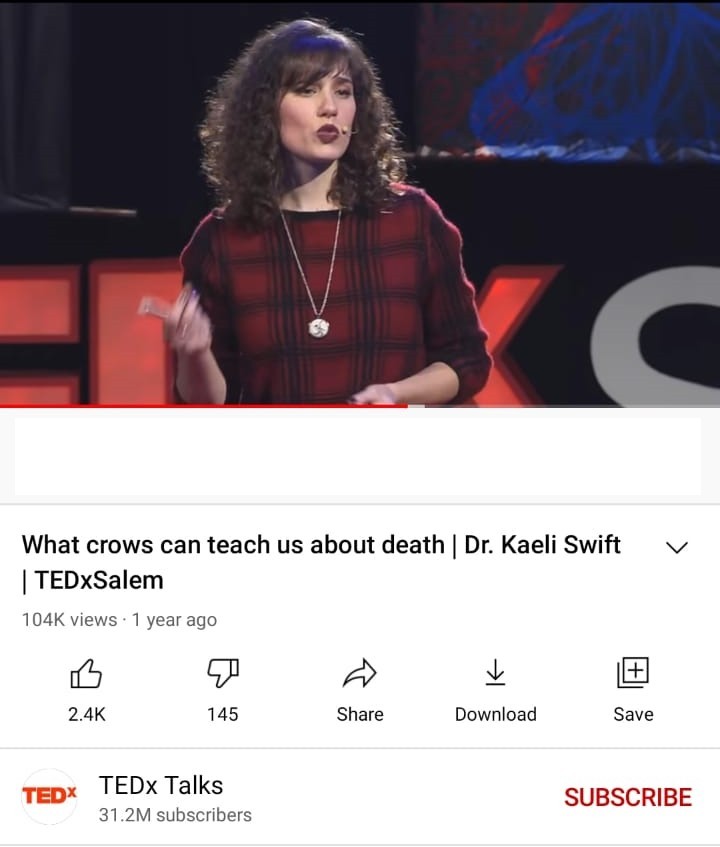 EDxS
What crows can teach us about death | Dr. Kaeli Swift
| TEDxSalem
104K views · 1 year ago
2.4K 145 Share Download Save
TEDx TEDx Talks
31.2M subscribers
SUBSCRIBE